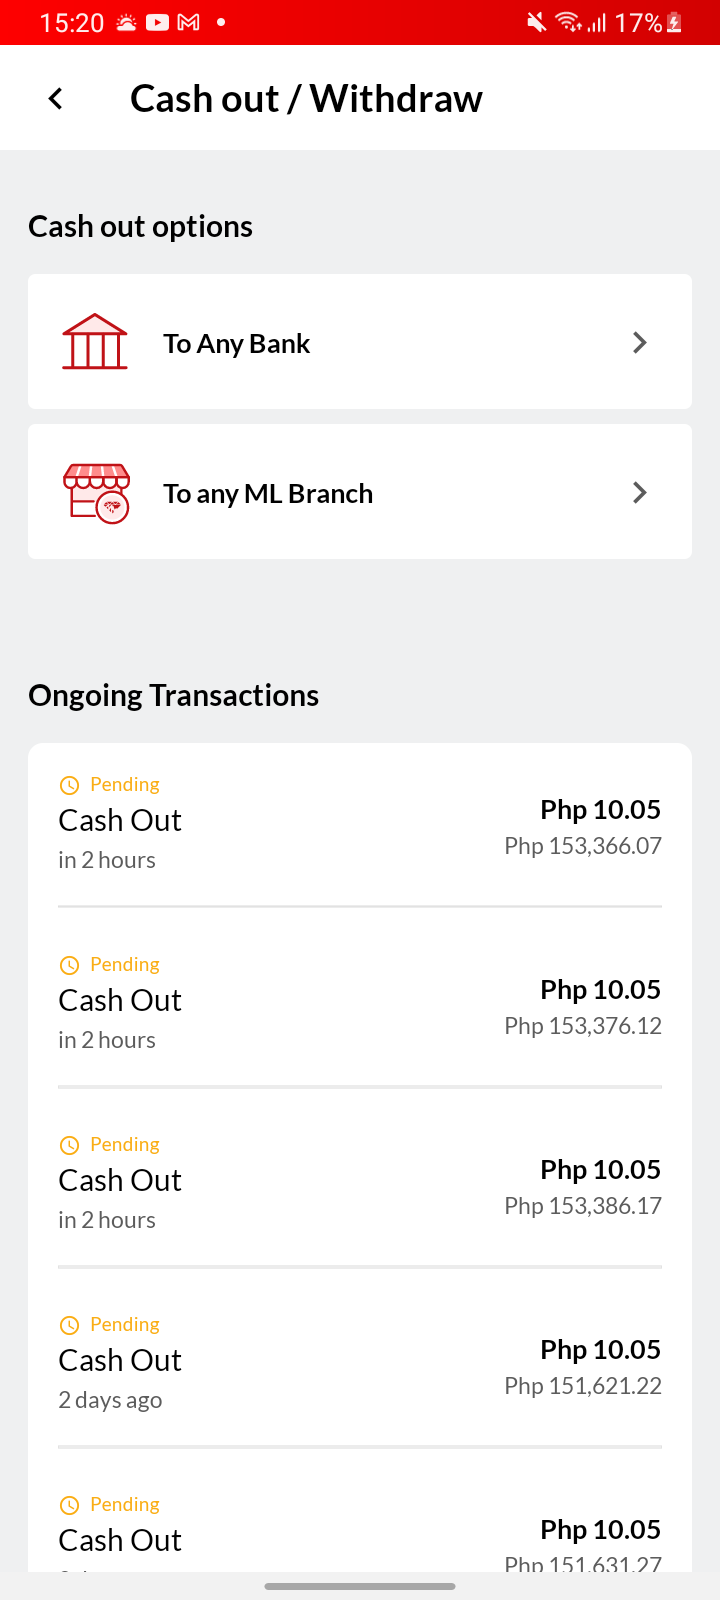 15:20
17%
Cash out / Withdraw
Cash out options
To Any Bank
To any ML Branch
Ongoing Transactions
Pending
Cash Out
in 2 hours
Php 10.05
Php 153,366.07
Pending
Cash Out
in 2 hours
Php 10.05
Php 153,376.12
Pending
Cash Out
in 2 hours
Php 10.05
Php 153,386.17
Pending
Cash Out
2 days ago
Php 10.05
Php 151,621.22
Pending
Cash Out
Php 10.05
Php 151,631.27